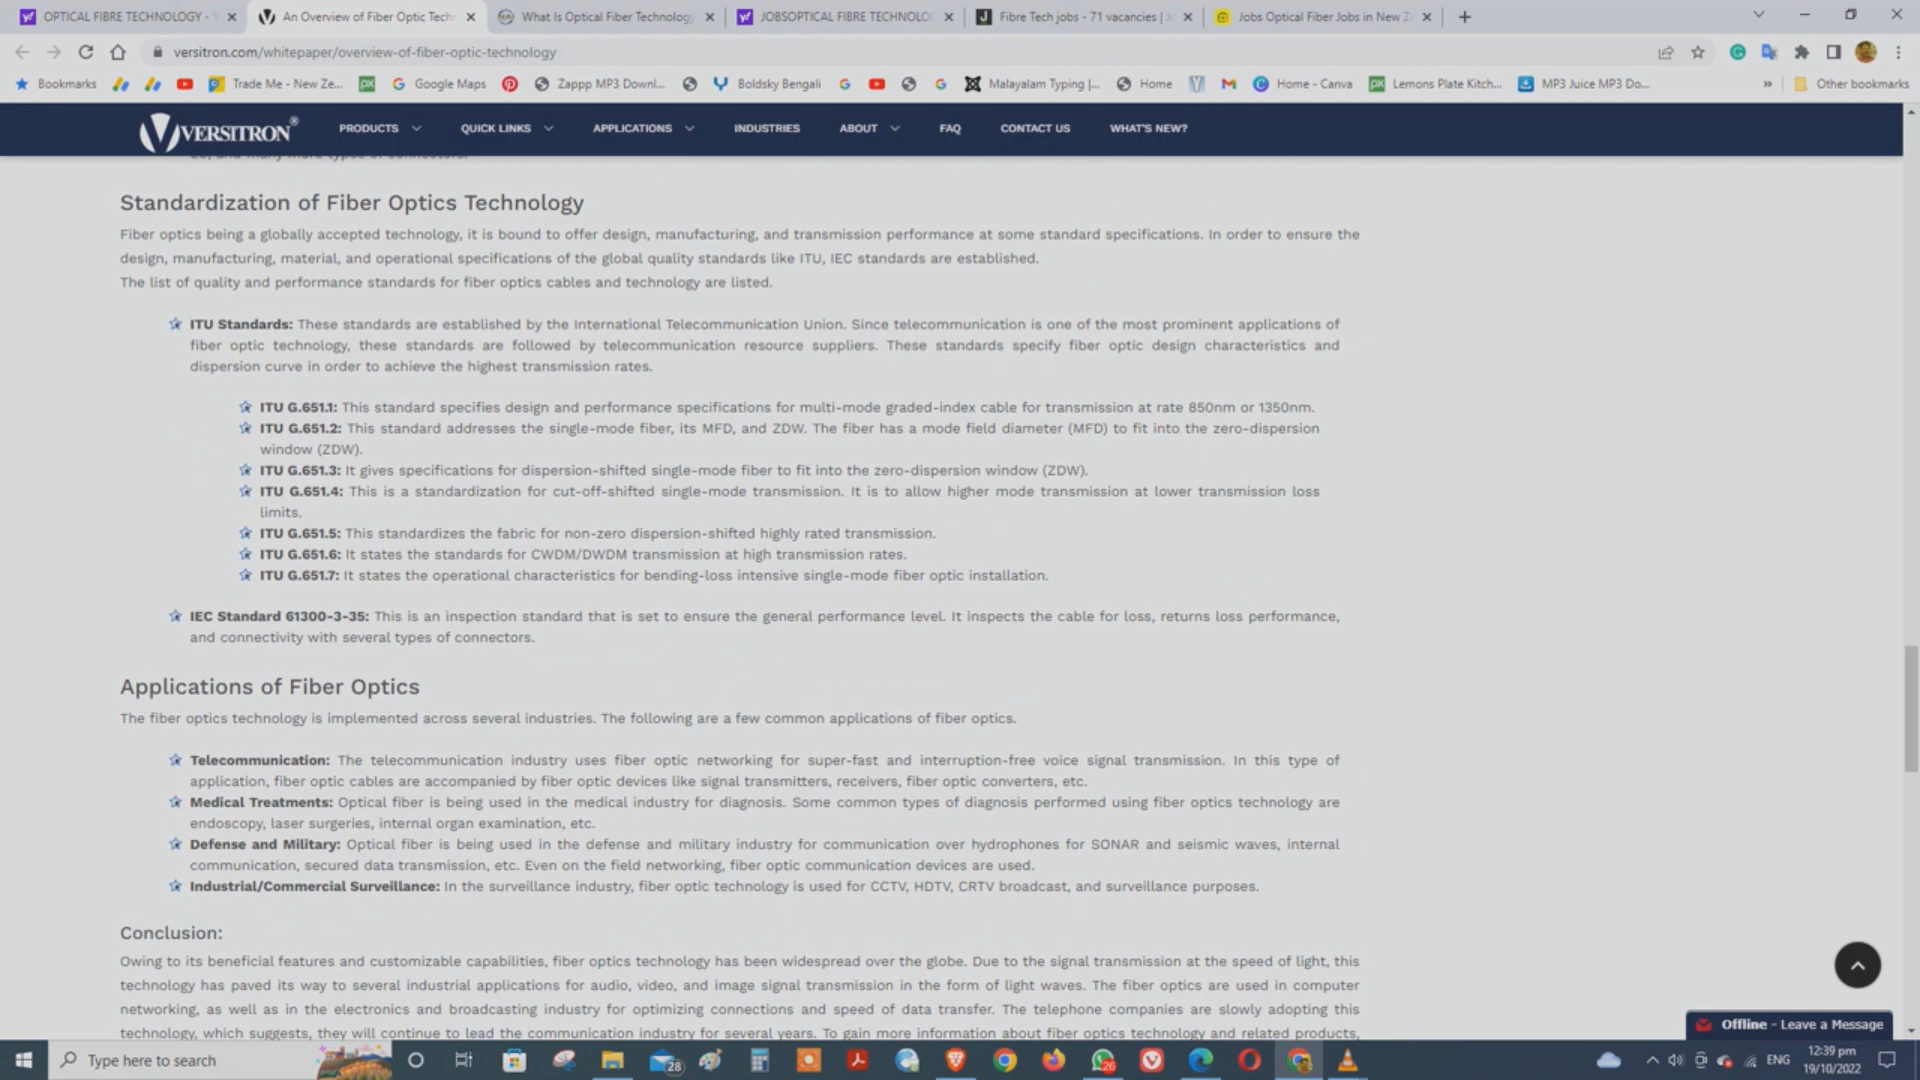 OPTICAL FIBRE TECHNOLOGY -
An Overview of Fiber Optic Tech
What Is Optical Fiber Technology
JOBSOPTICAL FIBRE TECHNOLOG
Fibre Tech jobs - 71 vacancies |
Jobs Optical Fiber Jobs in New Z
versitron.com/whitepaper/overview-of-fiber-optic-technology
Bookmarks
Trade Me - New Ze...
Google Maps
Zappp MP3 Downl...
Boldsky Bengali
Malayalam Typing |...
Home
Home - Canva
Lemons Plate Kitch...
MP3 Juice MP3 Do...
Other bookmarks
VERSITRON®
PRODUCTS
QUICK LINKS
APPLICATIONS
INDUSTRIES
ABOUT
FAQ
CONTACT US
WHAT'S NEW?
Standardization of Fiber Optics Technology
Fiber optics being a globally accepted technology, it is bound to offer design, manufacturing, and transmission performance at some standard specifications. In order to ensure the
design, manufacturing, material, and operational specifications of the global quality standards like ITU, IEC standards are established.
The list of quality and performance standards for fiber optics cables and technology are listed.
ITU Standards: These standards are established by the International Telecommunication Union. Since telecommunication is one of the most prominent applications of
fiber optic technology, these standards are followed by telecommunication resource suppliers. These standards specify fiber optic design characteristics and
dispersion curve in order to achieve the highest transmission rates.
ITU G.651.1: This standard specifies design and performance specifications for multi-mode graded-index cable for transmission at rate 850nm or 1350nm.
ITU G.651.2: This standard addresses the single-mode fiber, its MFD, and ZDW. The fiber has a mode field diameter (MFD) to fit into the zero-dispersion
window (ZDW).
ITU G.651.3: It gives specifications for dispersion-shifted single-mode fiber to fit into the zero-dispersion window (ZDW).
ITU G.651.4: This is a standardization for cut-off-shifted single-mode transmission. It is to allow higher mode transmission at lower transmission loss
limits.
ITU G.651.5: This standardizes the fabric for non-zero dispersion-shifted highly rated transmission.
ITU G.651.6: It states the standards for CWDM/DWDM transmission at high transmission rates.
ITU G.651.7: It states the operational characteristics for bending-loss intensive single-mode fiber optic installation.
IEC Standard 61300-3-35: This is an inspection standard that is set to ensure the general performance level. It inspects the cable for loss, returns loss performance,
and connectivity with several types of connectors.
Applications of Fiber Optics
The fiber optics technology is implemented across several industries. The following are a few common applications of fiber optics.
Telecommunication: The telecommunication industry uses fiber optic networking for super-fast and interruption-free voice signal transmission. In this type of
application, fiber optic cables are accompanied by fiber optic devices like signal transmitters, receivers, fiber optic converters, etc.
Medical Treatments: Optical fiber is being used in the medical industry for diagnosis. Some common types of diagnosis performed using fiber optics technology are
endoscopy, laser surgeries, internal organ examination, etc.
Defense and Military: Optical fiber is being used in the defense and military industry for communication over hydrophones for SONAR and seismic waves, internal
communication, secured data transmission, etc. Even on the field networking, fiber optic communication devices are used.
Industrial/Commercial Surveillance: In the surveillance industry, fiber optic technology is used for CCTV, HDTV, CRTV broadcast, and surveillance purposes.
Conclusion:
Owing to its beneficial features and customizable capabilities, fiber optics technology has been widespread over the globe. Due to the signal transmission at the speed of light, this
technology has paved its way to several industrial applications for audio, video, and image signal transmission in the form of light waves. The fiber optics are used in computer
networking, as well as in the electronics and broadcasting industry for optimizing connections and speed of data transfer. The telephone companies are slowly adopting this
technology, which suggests, they will continue to lead the communication industry for several years. To gain more information about fiber optics technology and related products,
Offline - Leave a Message
Type here to search
28
26
ENG
12:39 pm
19/10/2022